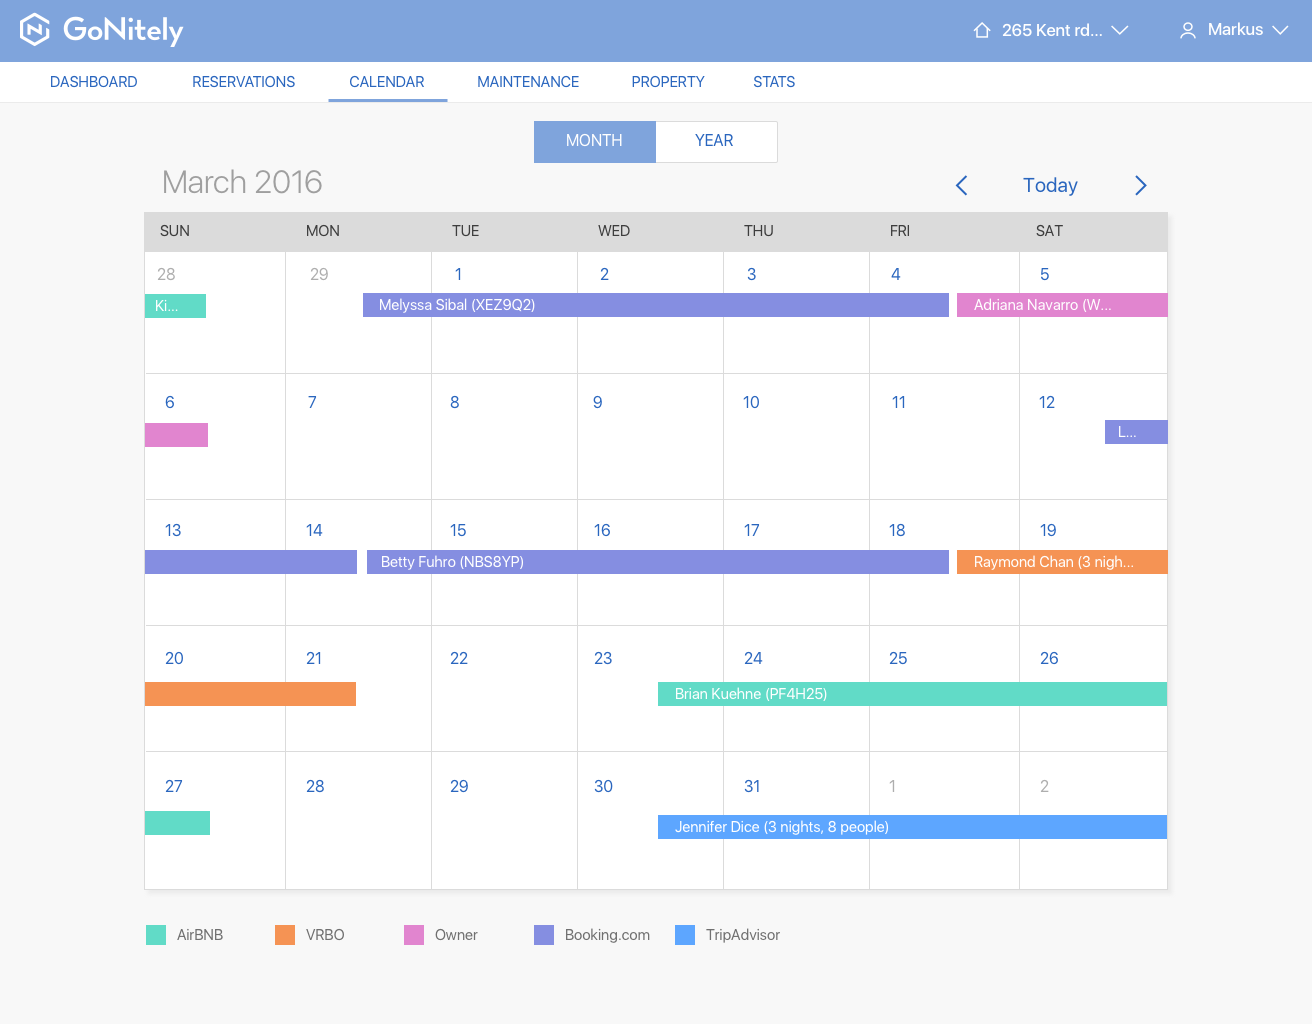 GoNitely
265 Kent rd...
Markus
DASHBOARD RESERVATIONS CALENDAR MAINTENANCE PROPERTY STATS
MONTH YEAR
March 2016
Today
SUN MON TUE WED THU FRI SAT
28 29 1 2 3 4 5
Ki... Melyssa Sibal (XEZ9Q2) Adriana Navarro (W...
6 7 8 9 10 11 12
L...
13 14 15 16 17 18 19
Betty Fuhro (NBS8YP) Raymond Chan (3 nigh...
20 21 22 23 24 25 26
Brian Kuehne (PF4H25)
27 28 29 30 31 1 2
Jennifer Dice (3 nights, 8 people)
AirBNB VRBO Owner Booking.com TripAdvisor